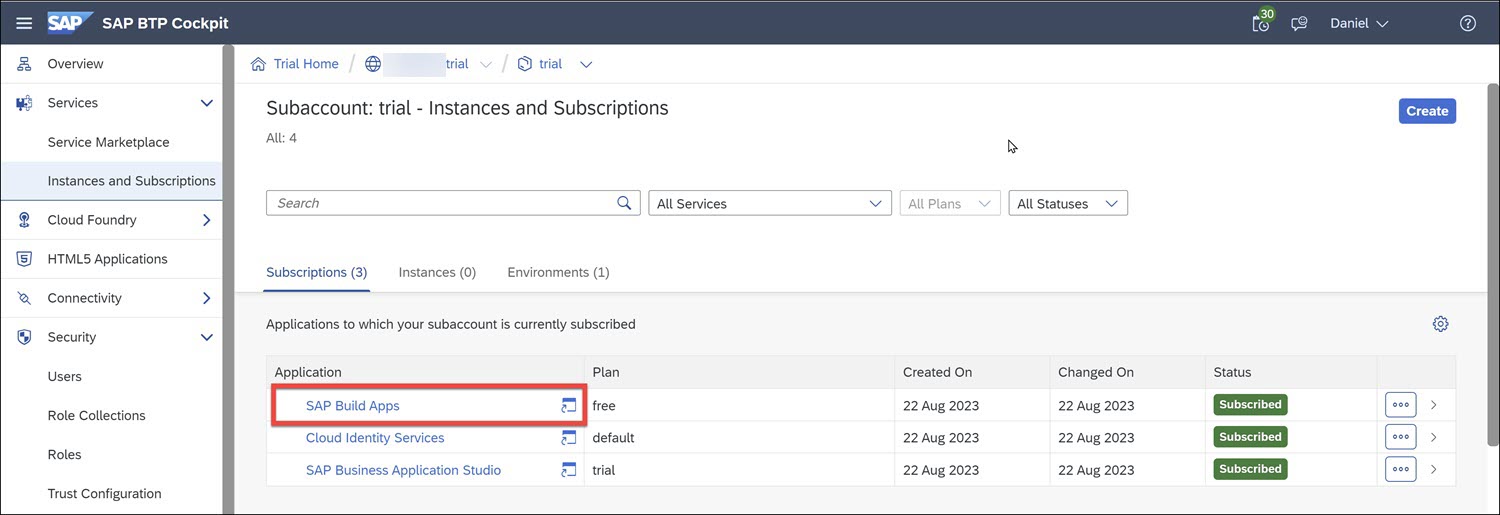 SAP SAP BTP Cockpit 30 Daniel
Overview
Services
Service Marketplace
Instances and Subscriptions
Cloud Foundry
HTML5 Applications
Connectivity
Security
Users
Role Collections
Roles
Trust Configuration
Trial Home / trial / trial
Subaccount: trial - Instances and Subscriptions
Create
All: 4
Search All Services All Plans All Statuses
Subscriptions (3) Instances (0) Environments (1)
Applications to which your subaccount is currently subscribed
Application Plan Created On Changed On Status
SAP Build Apps free 22 Aug 2023 22 Aug 2023 Subscribed
Cloud Identity Services default 22 Aug 2023 22 Aug 2023 Subscribed
SAP Business Application Studio trial 22 Aug 2023 22 Aug 2023 Subscribed